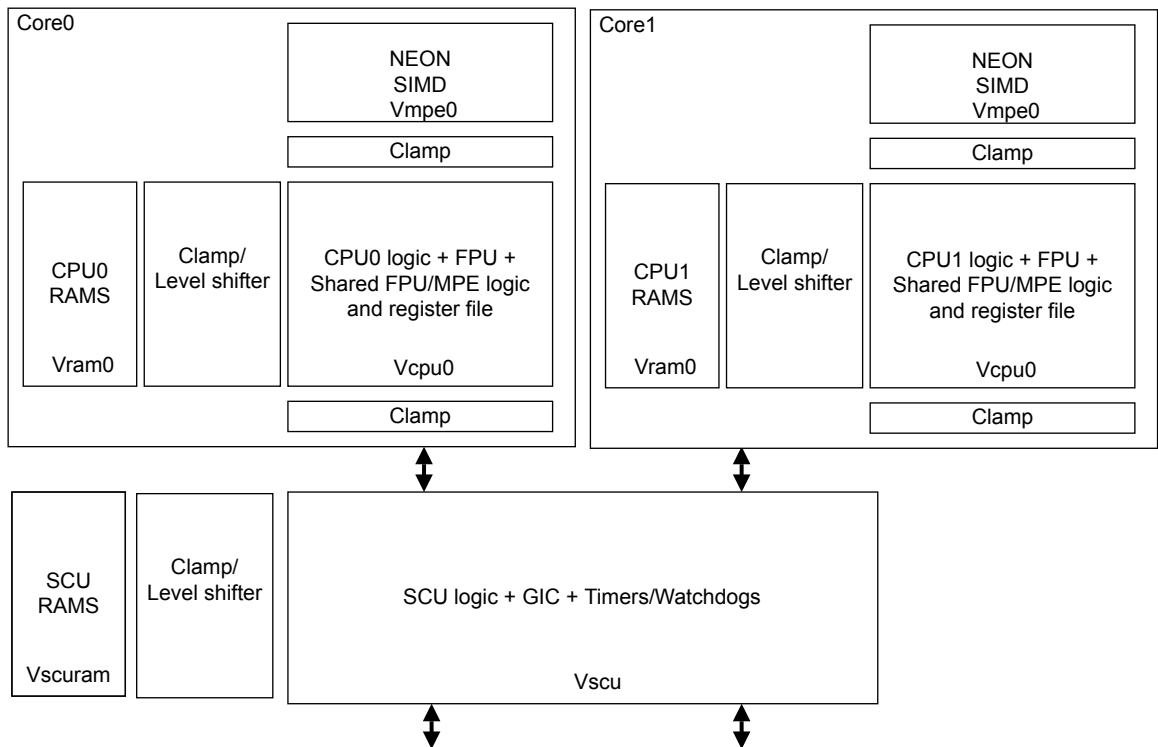 Core0
NEON
SIMD
Vmpe0
Clamp
CPU0
RAMS
Vram0
Clamp/
Level shifter
CPU0 logic + FPU +
Shared FPU/MPE logic
and register file
Vcpu0
Clamp
Core1
NEON
SIMD
Vmpe0
Clamp
CPU1
RAMS
Vram0
Clamp/
Level shifter
CPU1 logic + FPU +
Shared FPU/MPE logic
and register file
Vcpu0
Clamp
SCU
RAMS
Vscuram
Clamp/
Level shifter
SCU logic + GIC + Timers/Watchdogs
Vscu